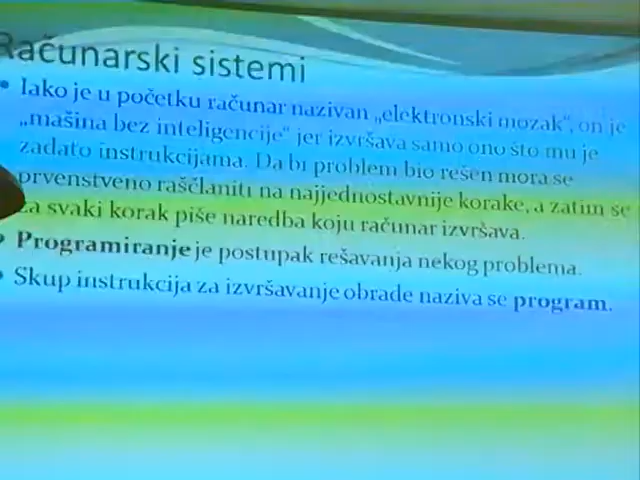 Računarski sistemi
• Iako je u početku računar nazivan „elektronski mozak“, on je
„mašina bez inteligencije“ jer izvršava samo ono što mu je
zadato instrukcijama. Da bi problem bio rešen mora se
prvenstveno raščlaniti na najjednostavnije korake, a zatim se
za svaki korak piše naredba koju računar izvršava.
• Programiranje je postupak rešavanja nekog problema.
• Skup instrukcija za izvršavanje obrade naziva se program.